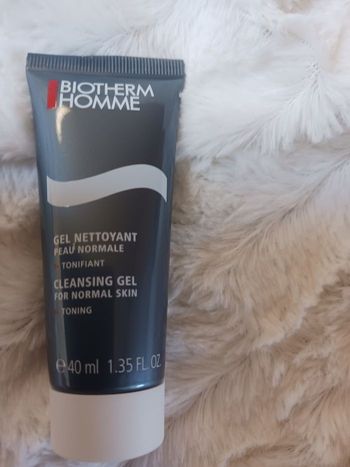 BIOTHERM
HOMME
GEL NETTOYANT
PEAU NORMALE
+ TONIFIANT
CLEANSING GEL
FOR NORMAL SKIN
+ TONING
℮ 40 ml 1.35 FL. OZ